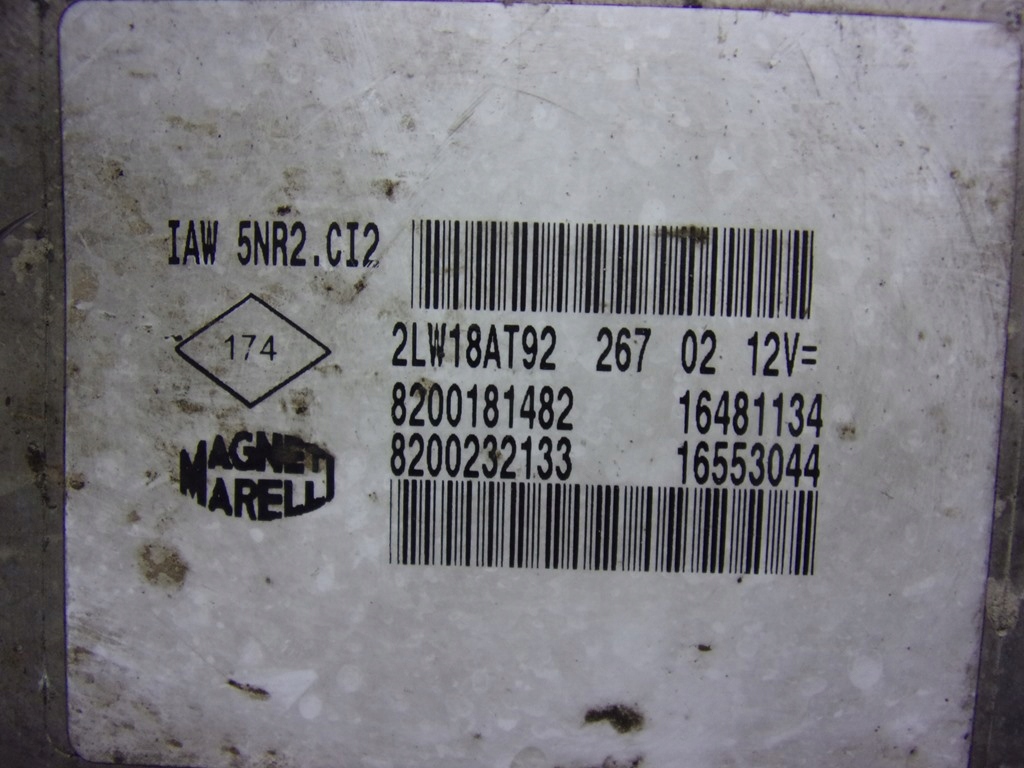 IAW 5NR2.CI2
174
MAGNETI
MARELLI
2LW18AT92 267 02 12V=
8200181482 16481134
8200232133 16553044